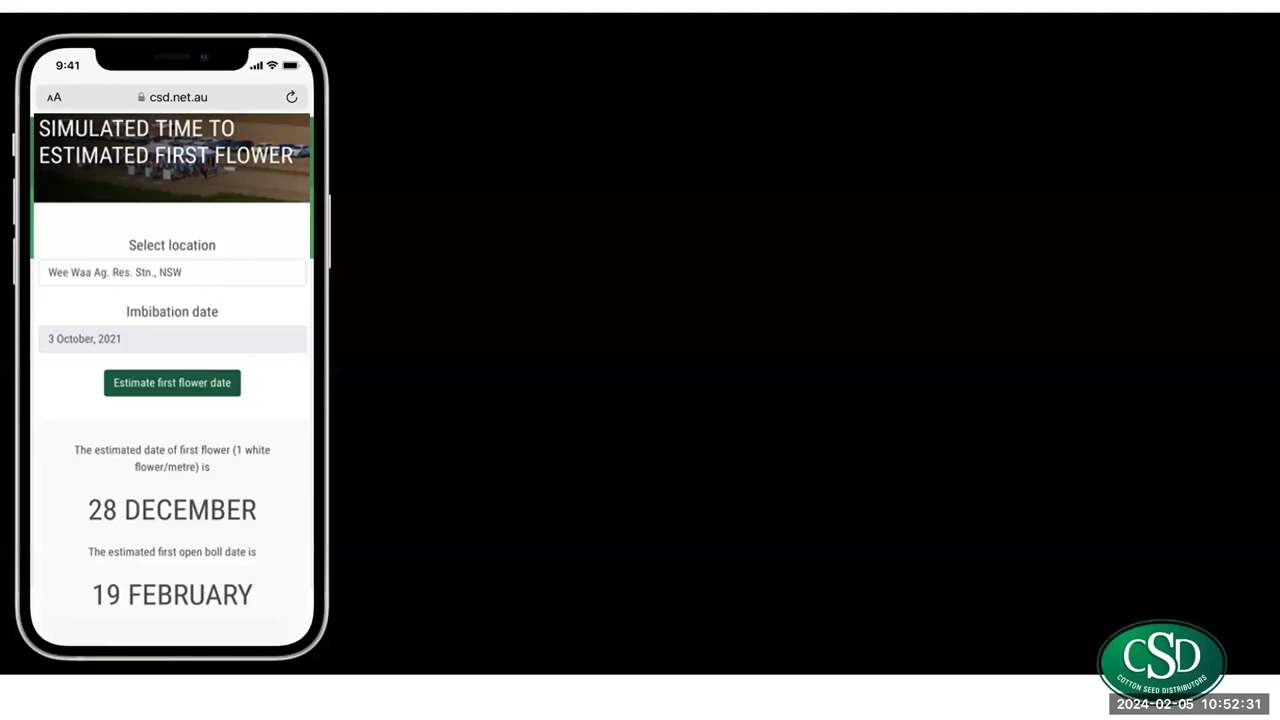 9:41
AA csd.net.au
SIMULATED TIME TO
ESTIMATED FIRST FLOWER
Select location
Wee Waa Ag. Res. Stn., NSW
Imbibation date
3 October, 2021
Estimate first flower date
The estimated date of first flower (1 white
flower/metre) is
28 DECEMBER
The estimated first open boll date is
19 FEBRUARY
CSD
COTTON SEED DISTRIBUTORS
2024-02-05 10:52:31